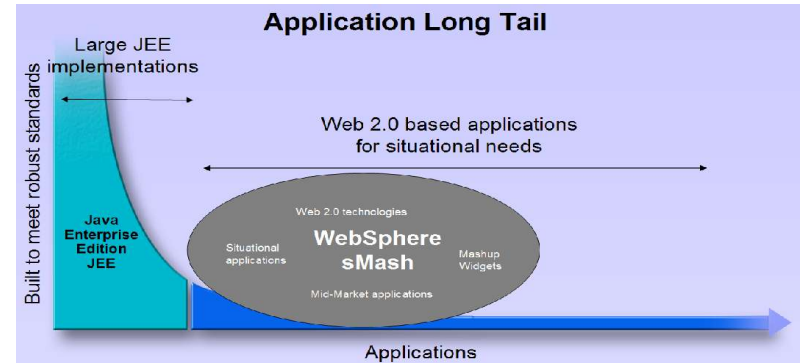 Application Long Tail
Large JEE
implementations
Built to meet robust standards
Web 2.0 based applications
for situational needs
Java
Enterprise
Edition
JEE
Web 2.0 technologies
Situational
applications
WebSphere
sMash
Mashup
Widgets
Mid-Market applications
Applications